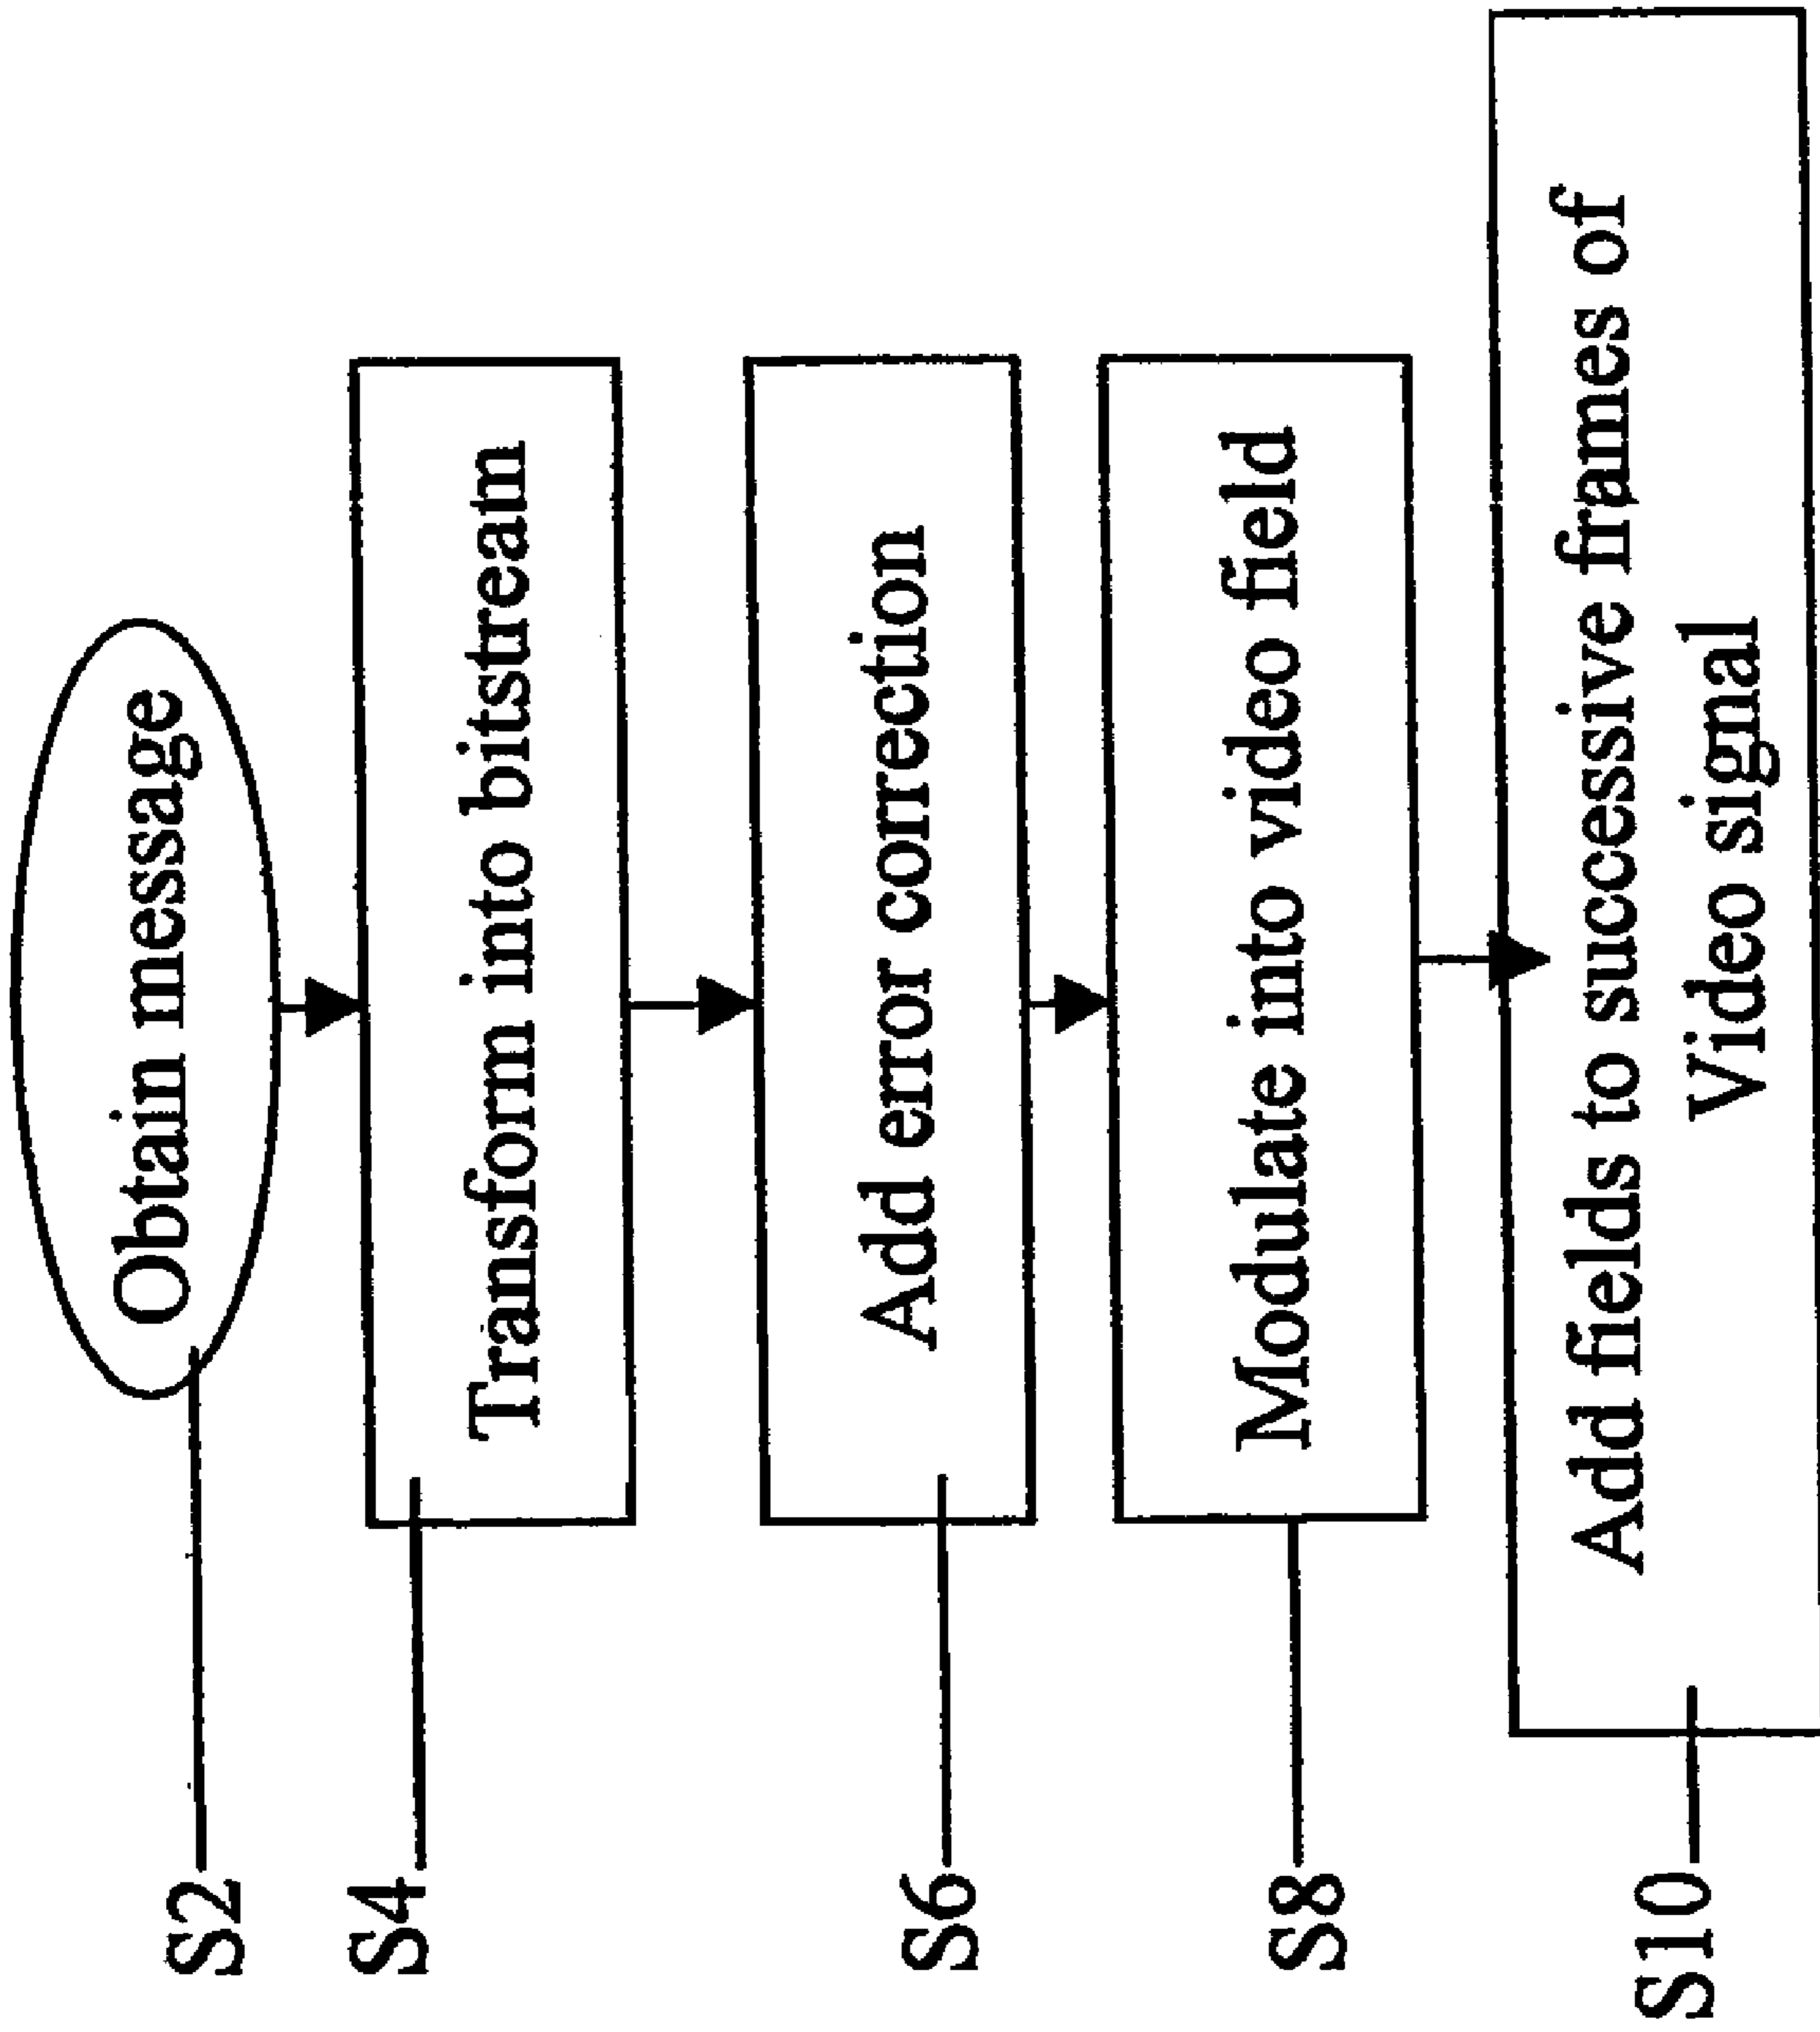 Obtain message
S2
Transform into bitstream
S4
Add error correction
S6
Modulate into video field
S8
Add fields to successive frames of
Video signal
S10